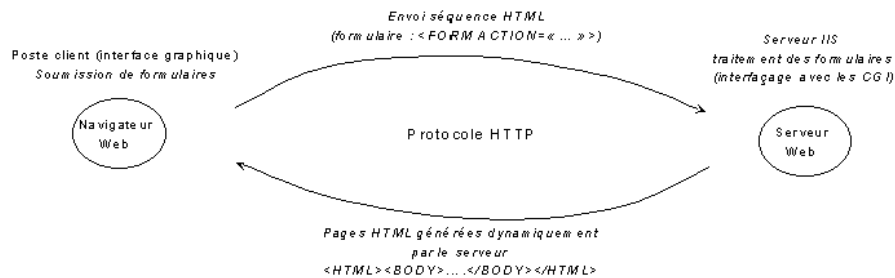 Envoi séquence HTML
(formulaire : <FORM ACTION=« ... » >)
Poste client (interface graphique)
Soumission de formulaires
Serveur IIS
traitement des formulaires
(interfaçage avec les CGI)
Navigateur
Web
Protocole HTTP
Serveur
Web
Pages HTML générées dynamiquement
par le serveur
<HTML><BODY>....</BODY></HTML>